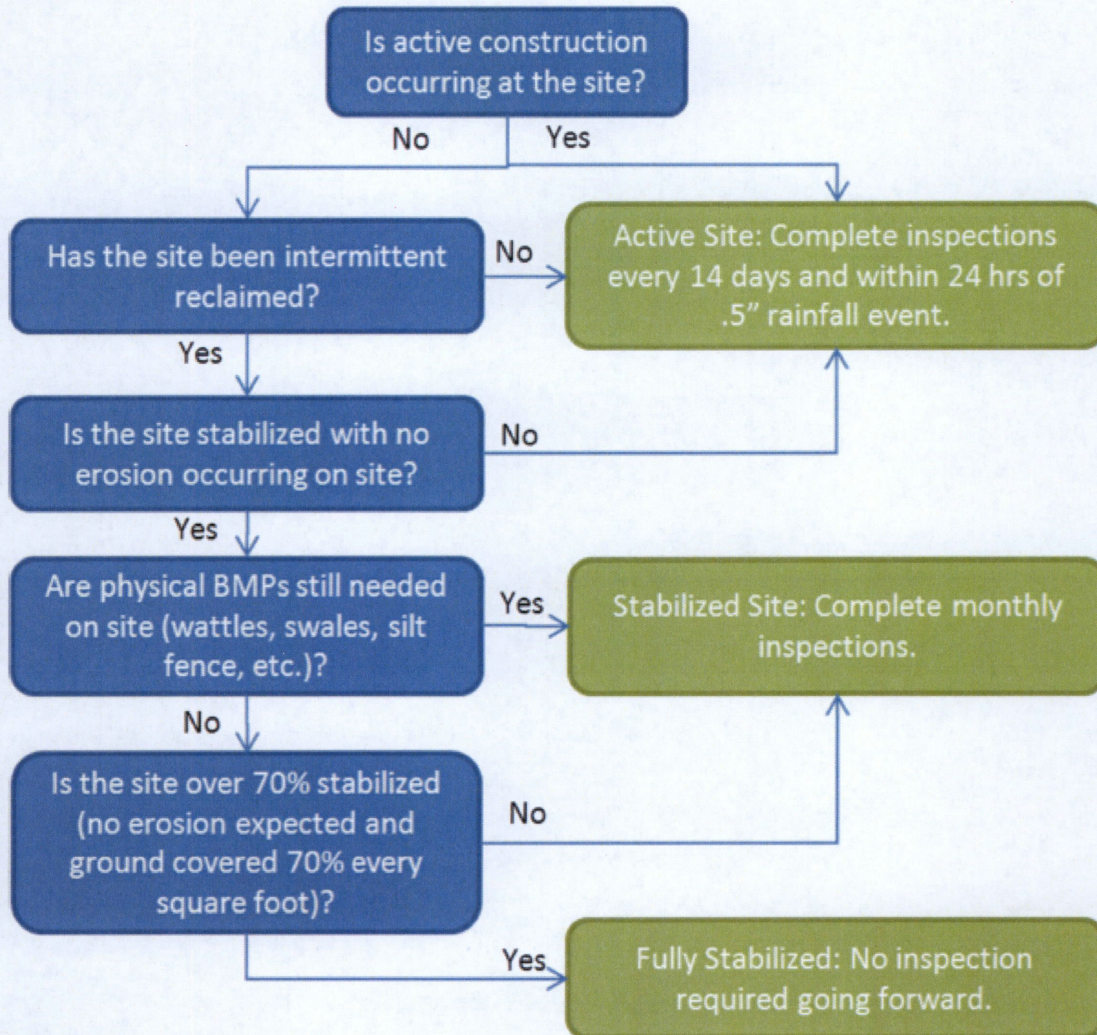 Is active construction
occurring at the site?
No
Yes
Has the site been intermittent
reclaimed?
No
Active Site: Complete inspections
every 14 days and within 24 hrs of
.5” rainfall event.
Yes
Is the site stabilized with no
erosion occurring on site?
No
Yes
Are physical BMPs still needed
on site (wattles, swales, silt
fence, etc.)?
Yes
Stabilized Site: Complete monthly
inspections.
No
Is the site over 70% stabilized
(no erosion expected and
ground covered 70% every
square foot)?
No
Yes
Fully Stabilized: No inspection
required going forward.